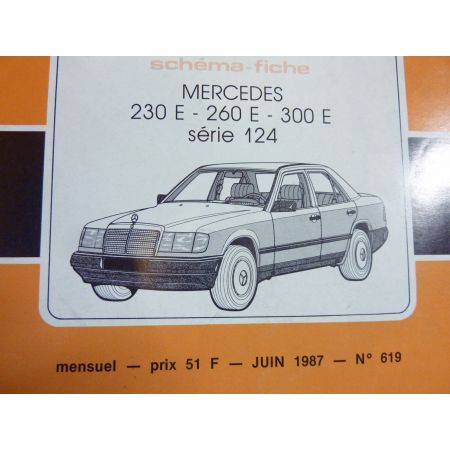 schéma-fiche
MERCEDES
230 E - 260 E - 300 E
série 124
mensuel — prix 51 F — JUIN 1987 — N° 619